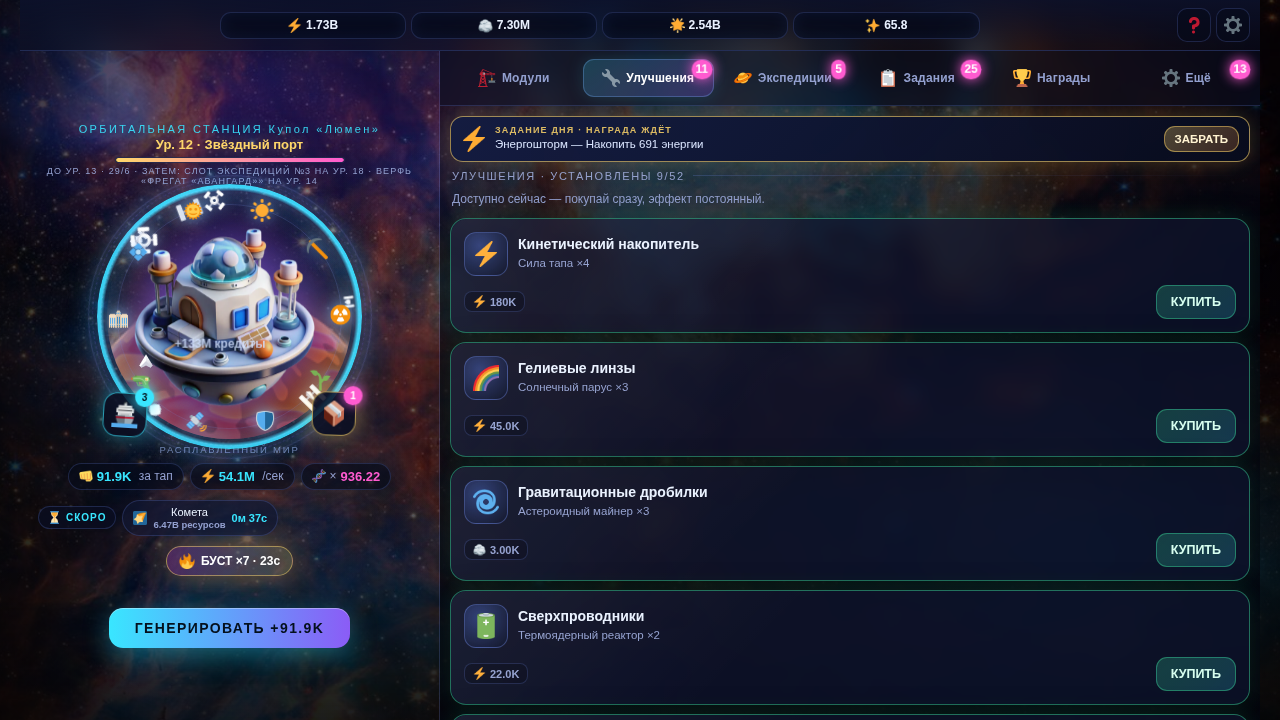 1.73B
7.30M
2.54B
65.8
Модули
Улучшения
11
Экспедиции
5
Задания
25
Награды
Ещё
13
ОРБИТАЛЬНАЯ СТАНЦИЯ Купол «Люмен»
Ур. 12 · Звёздный порт
ДО УР. 13 · 29/6 · ЗАТЕМ: СЛОТ ЭКСПЕДИЦИЙ №3 НА УР. 18 · ВЕРФЬ
«ФРЕГАТ «АВАНГАРД»» НА УР. 14
+133M кредиты
3
1
РАСПЛАВЛЕННЫЙ МИР
91.9K за тап
54.1M /сек
× 936.22
СКОРО
Комета
6.47B ресурсов
0м 37с
БУСТ ×7 · 23с
ГЕНЕРИРОВАТЬ +91.9K
ЗАДАНИЕ ДНЯ · НАГРАДА ЖДЁТ
Энергошторм — Накопить 691 энергии
ЗАБРАТЬ
УЛУЧШЕНИЯ · УСТАНОВЛЕНЫ 9/52
Доступно сейчас — покупай сразу, эффект постоянный.
Кинетический накопитель
Сила тапа ×4
180K
КУПИТЬ
Гелиевые линзы
Солнечный парус ×3
45.0K
КУПИТЬ
Гравитационные дробилки
Астероидный майнер ×3
3.00K
КУПИТЬ
Сверхпроводники
Термоядерный реактор ×2
22.0K
КУПИТЬ